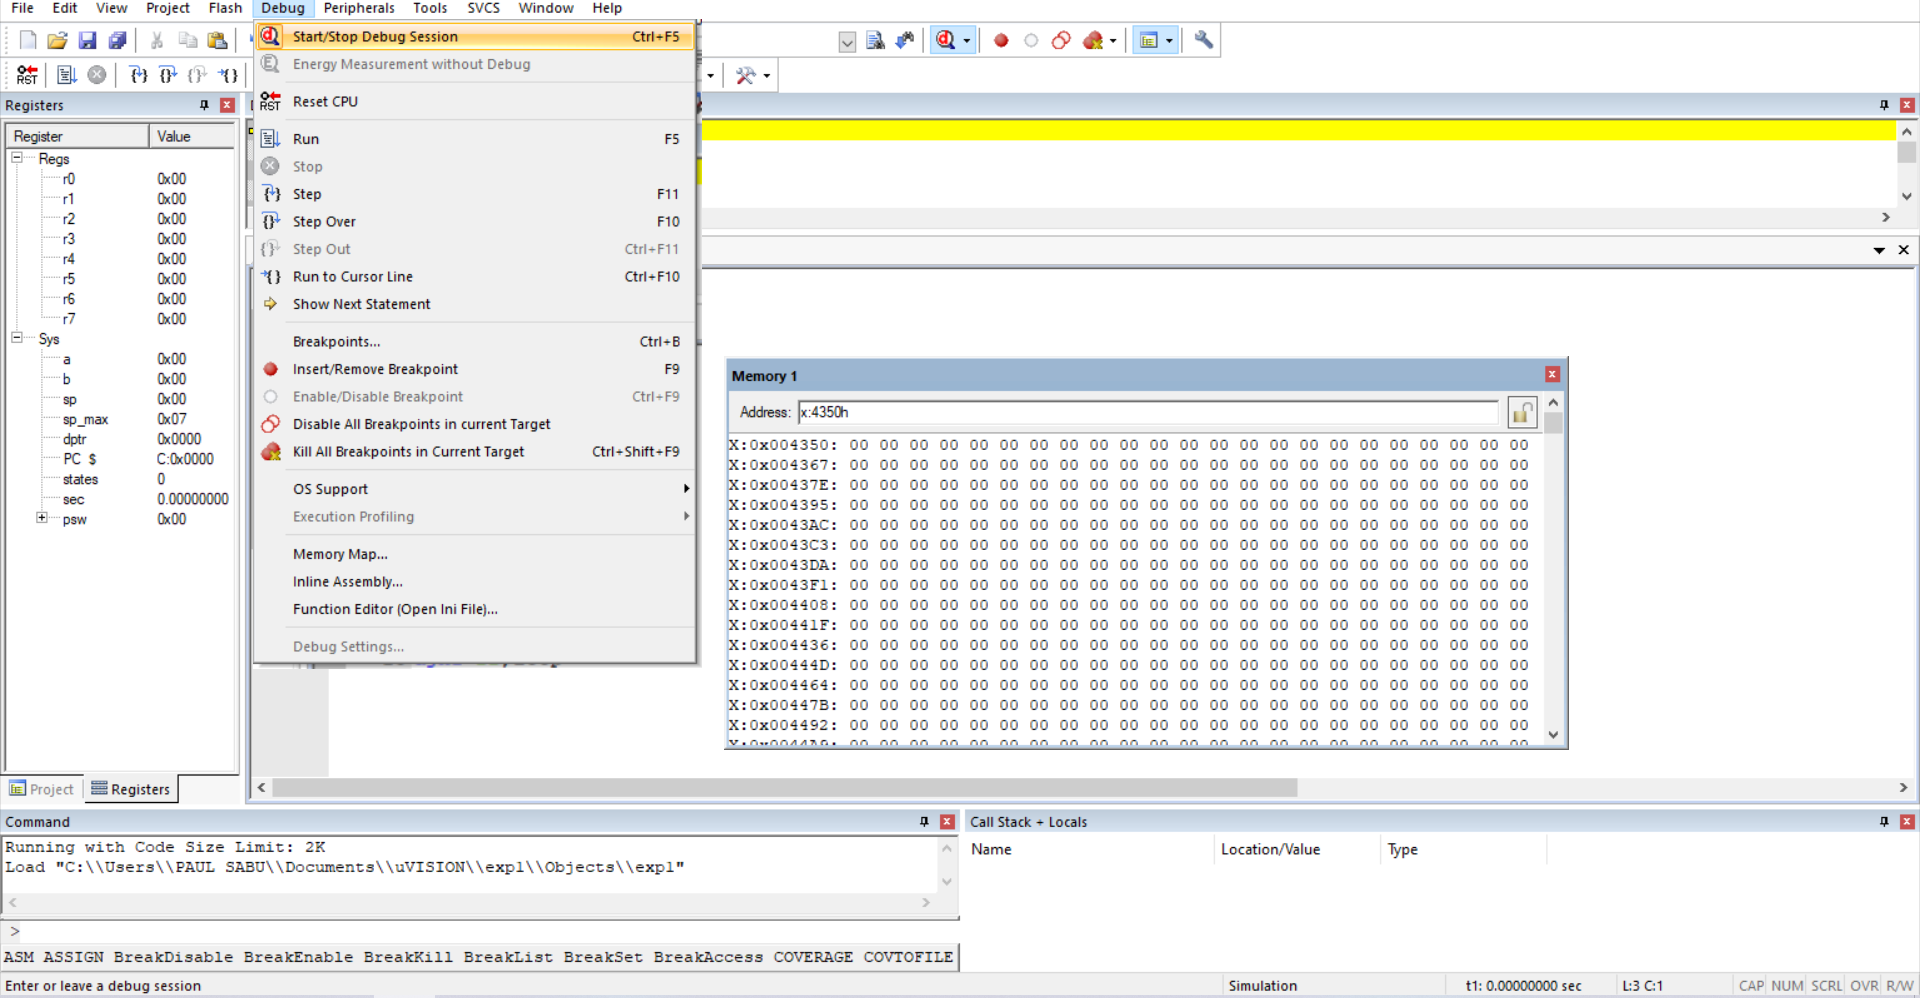 File Edit View Project Flash Debug Peripherals Tools SVCS Window Help
Start/Stop Debug Session Ctrl+F5
Energy Measurement without Debug
Reset CPU
Run F5
Stop
Step F11
Step Over F10
Step Out Ctrl+F11
Run to Cursor Line Ctrl+F10
Show Next Statement
Breakpoints... Ctrl+B
Insert/Remove Breakpoint F9
Enable/Disable Breakpoint Ctrl+F9
Disable All Breakpoints in current Target
Kill All Breakpoints in Current Target Ctrl+Shift+F9
OS Support
Execution Profiling
Memory Map...
Inline Assembly...
Function Editor (Open Ini File)...
Debug Settings...
RST
RST
Registers
Register Value
Regs
r0 0x00
r1 0x00
r2 0x00
r3 0x00
r4 0x00
r5 0x00
r6 0x00
r7 0x00
Sys
a 0x00
b 0x00
sp 0x00
sp_max 0x07
dptr 0x0000
PC $ C:0x0000
states 0
sec 0.00000000
psw 0x00
Project Registers
Memory 1
Address: x:4350h
X:0x004350: 00 00 00 00 00 00 00 00 00 00 00 00 00 00 00 00 00 00 00 00 00 00 00
X:0x004367: 00 00 00 00 00 00 00 00 00 00 00 00 00 00 00 00 00 00 00 00 00 00 00
X:0x00437E: 00 00 00 00 00 00 00 00 00 00 00 00 00 00 00 00 00 00 00 00 00 00 00
X:0x004395: 00 00 00 00 00 00 00 00 00 00 00 00 00 00 00 00 00 00 00 00 00 00 00
X:0x0043AC: 00 00 00 00 00 00 00 00 00 00 00 00 00 00 00 00 00 00 00 00 00 00 00
X:0x0043C3: 00 00 00 00 00 00 00 00 00 00 00 00 00 00 00 00 00 00 00 00 00 00 00
X:0x0043DA: 00 00 00 00 00 00 00 00 00 00 00 00 00 00 00 00 00 00 00 00 00 00 00
X:0x0043F1: 00 00 00 00 00 00 00 00 00 00 00 00 00 00 00 00 00 00 00 00 00 00 00
X:0x004408: 00 00 00 00 00 00 00 00 00 00 00 00 00 00 00 00 00 00 00 00 00 00 00
X:0x00441F: 00 00 00 00 00 00 00 00 00 00 00 00 00 00 00 00 00 00 00 00 00 00 00
X:0x004436: 00 00 00 00 00 00 00 00 00 00 00 00 00 00 00 00 00 00 00 00 00 00 00
X:0x00444D: 00 00 00 00 00 00 00 00 00 00 00 00 00 00 00 00 00 00 00 00 00 00 00
X:0x004464: 00 00 00 00 00 00 00 00 00 00 00 00 00 00 00 00 00 00 00 00 00 00 00
X:0x00447B: 00 00 00 00 00 00 00 00 00 00 00 00 00 00 00 00 00 00 00 00 00 00 00
X:0x004492: 00 00 00 00 00 00 00 00 00 00 00 00 00 00 00 00 00 00 00 00 00 00 00
X:0x0044A9: 00 00 00 00 00 00 00 00 00 00 00 00 00 00 00 00 00 00 00 00 00 00 00
Command
Running with Code Size Limit: 2K
Load "C:\\Users\\PAUL SABU\\Documents\\uVISION\\exp1\\Objects\\exp1"
>
ASM ASSIGN BreakDisable BreakEnable BreakKill BreakList BreakSet BreakAccess COVERAGE COVTOFILE
Call Stack + Locals
Name Location/Value Type
Enter or leave a debug session Simulation t1: 0.00000000 sec L:3 C:1 CAP NUM SCRL OVR R/W